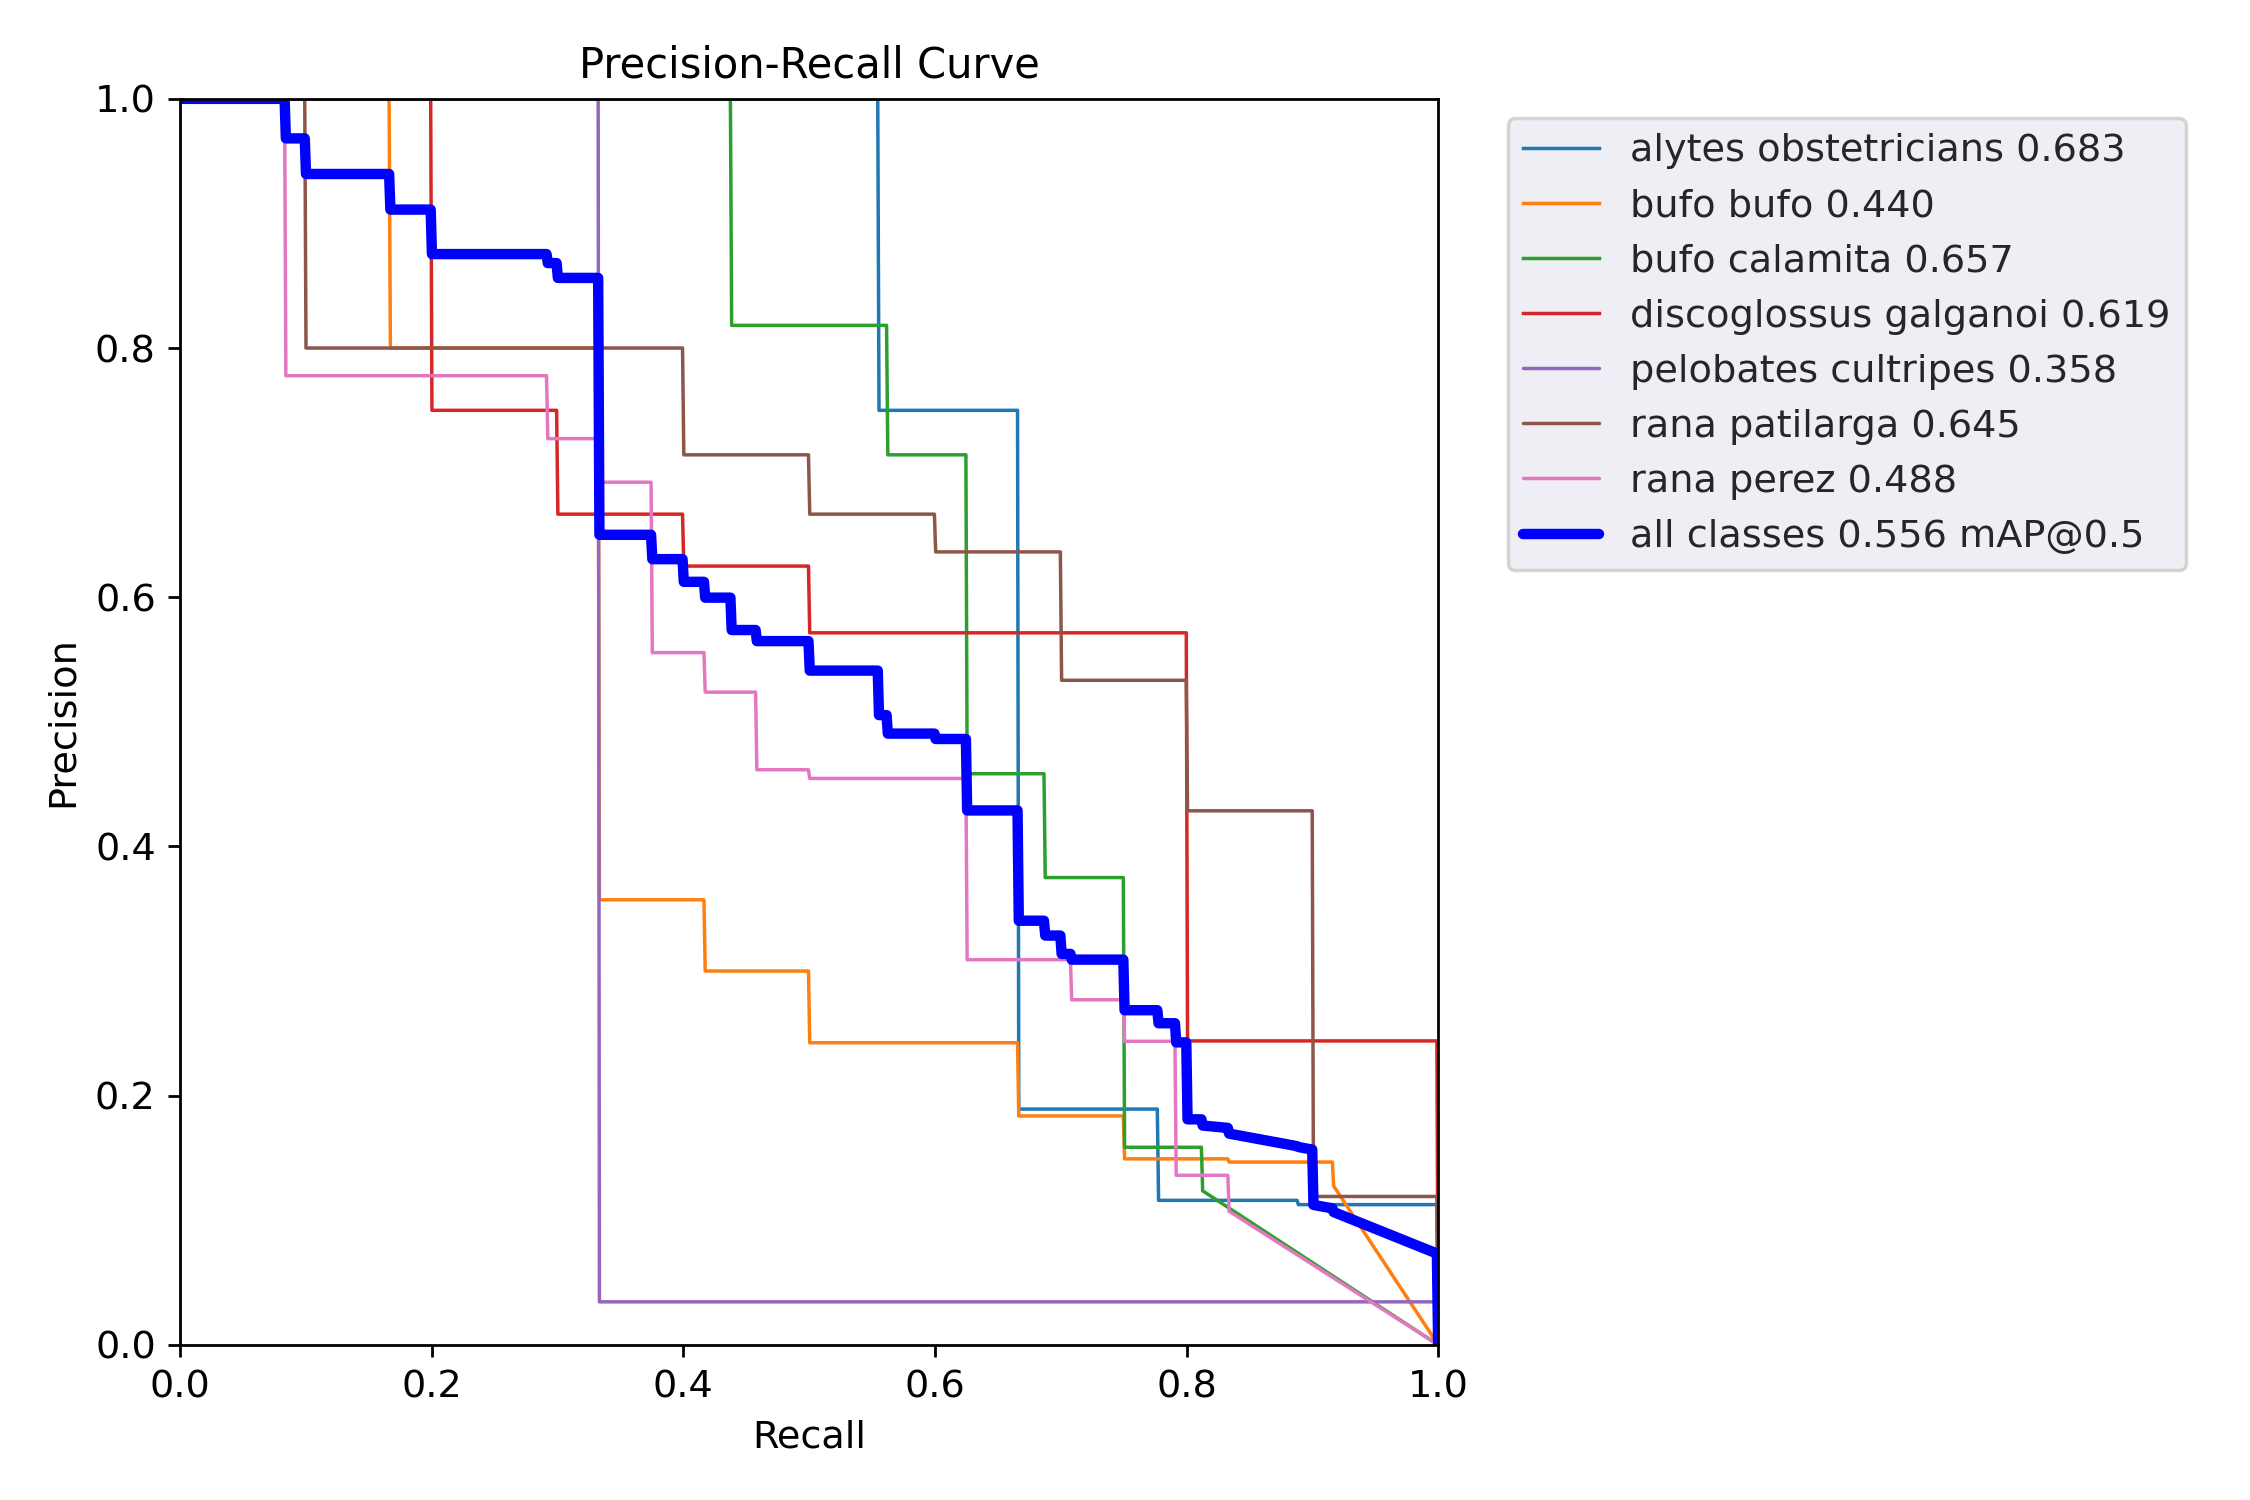 Precision-Recall Curve
1.0
0.8
0.6
0.4
0.2
0.0
Precision
0.0 0.2 0.4 0.6 0.8 1.0
Recall
alytes obstetricians 0.683
bufo bufo 0.440
bufo calamita 0.657
discoglossus galganoi 0.619
pelobates cultripes 0.358
rana patilarga 0.645
rana perez 0.488
all classes 0.556 mAP@0.5